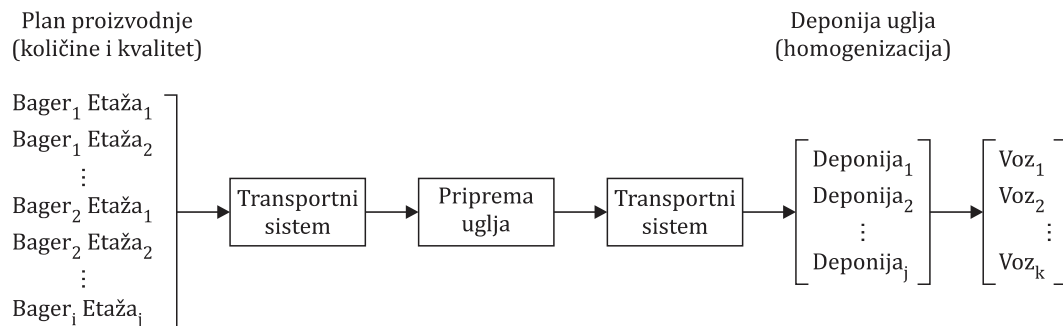 Plan proizvodnje
(količine i kvalitet)
Bager₁ Etaža₁
Bager₁ Etaža₂
⋮
Bager₂ Etaža₁
Bager₂ Etaža₂
⋮
Bagerᵢ Etažaⱼ
Transportni
sistem
Priprema
uglja
Transportni
sistem
Deponija uglja
(homogenizacija)
Deponija₁
Deponija₂
⋮
Deponijaⱼ
Voz₁
Voz₂
⋮
Vozₖ